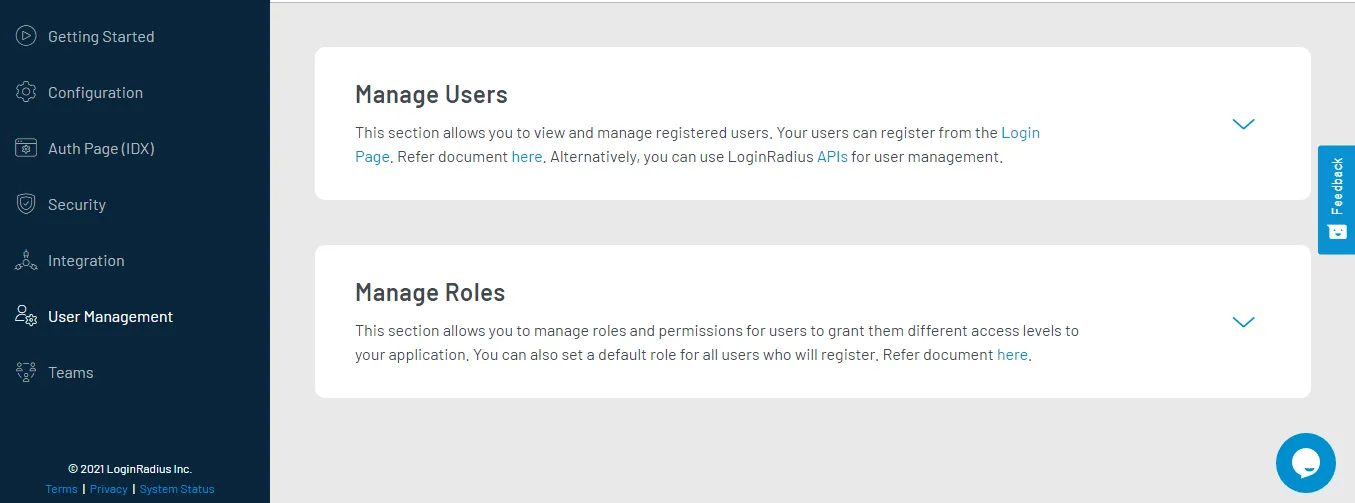 Getting Started
Configuration
Auth Page (IDX)
Security
Integration
User Management
Teams
© 2021 LoginRadius Inc.
Terms | Privacy | System Status
Manage Users
This section allows you to view and manage registered users. Your users can register from the Login
Page. Refer document here. Alternatively, you can use LoginRadius APIs for user management.
Manage Roles
This section allows you to manage roles and permissions for users to grant them different access levels to
your application. You can also set a default role for all users who will register. Refer document here.
Feedback